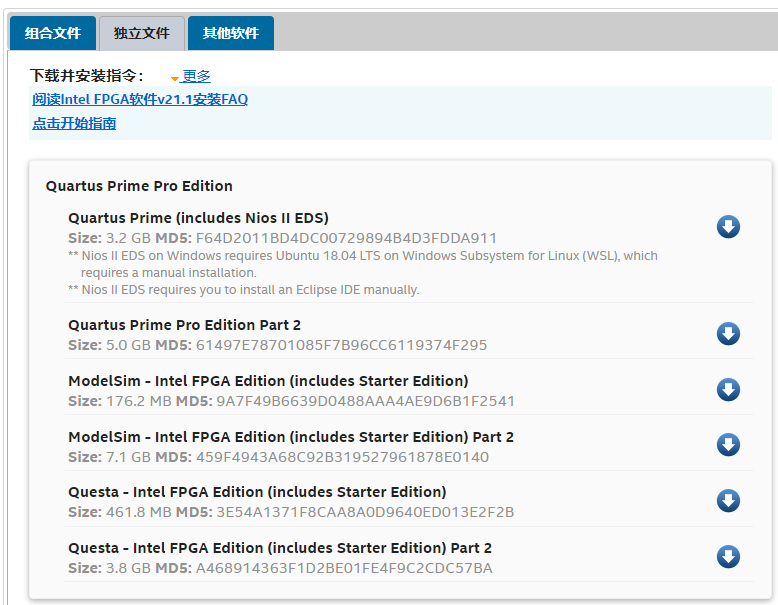 组合文件 独立文件 其他软件
下载并安装指令： 更多
阅读Intel FPGA软件v21.1安装FAQ
点击开始指南
Quartus Prime Pro Edition
Quartus Prime (includes Nios II EDS)
Size: 3.2 GB MD5: F64D2011BD4DC00729894B4D3FDDA911
** Nios II EDS on Windows requires Ubuntu 18.04 LTS on Windows Subsystem for Linux (WSL), which
requires a manual installation.
** Nios II EDS requires you to install an Eclipse IDE manually.
Quartus Prime Pro Edition Part 2
Size: 5.0 GB MD5: 61497E78701085F7B96CC6119374F295
ModelSim - Intel FPGA Edition (includes Starter Edition)
Size: 176.2 MB MD5: 9A7F49B6639D0488AAA4AE9D6B1F2541
ModelSim - Intel FPGA Edition (includes Starter Edition) Part 2
Size: 7.1 GB MD5: 459F4943A68C92B319527961878E0140
Questa - Intel FPGA Edition (includes Starter Edition)
Size: 461.8 MB MD5: 3E54A1371F8CAA8A0D9640ED013E2F2B
Questa - Intel FPGA Edition (includes Starter Edition) Part 2
Size: 3.8 GB MD5: A468914363F1D2BE01FE4F9C2CDC57BA